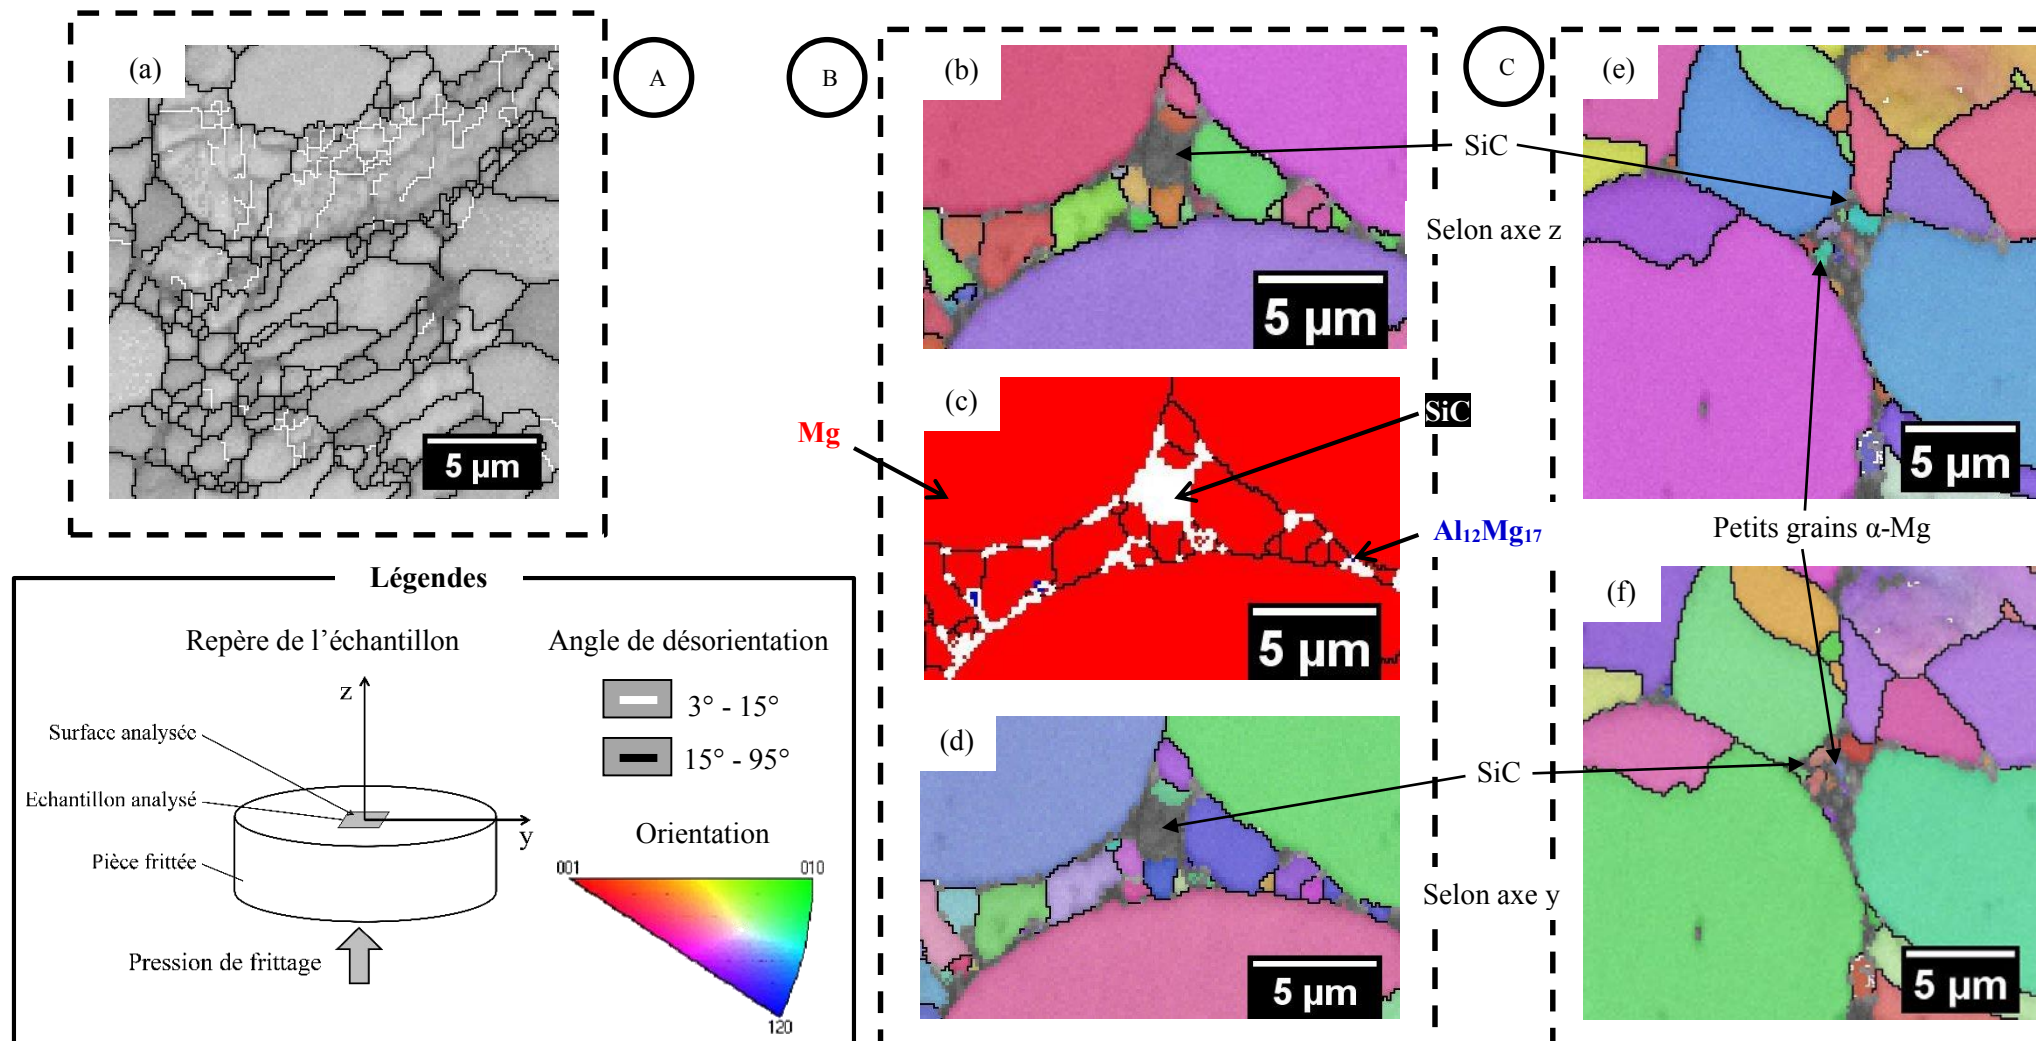 (a)
A
5 µm
B
(b)
5 µm
SiC
Selon axe z
C
(e)
5 µm
Mg
(c)
5 µm
SiC
Al₁₂Mg₁₇
Petits grains α-Mg
(d)
5 µm
SiC
Selon axe y
(f)
5 µm
Légendes
Repère de l’échantillon
z
Surface analysée
Echantillon analysé
y
Pièce frittée
Pression de frittage
Angle de désorientation
3° - 15°
15° - 95°
Orientation
001
010
120